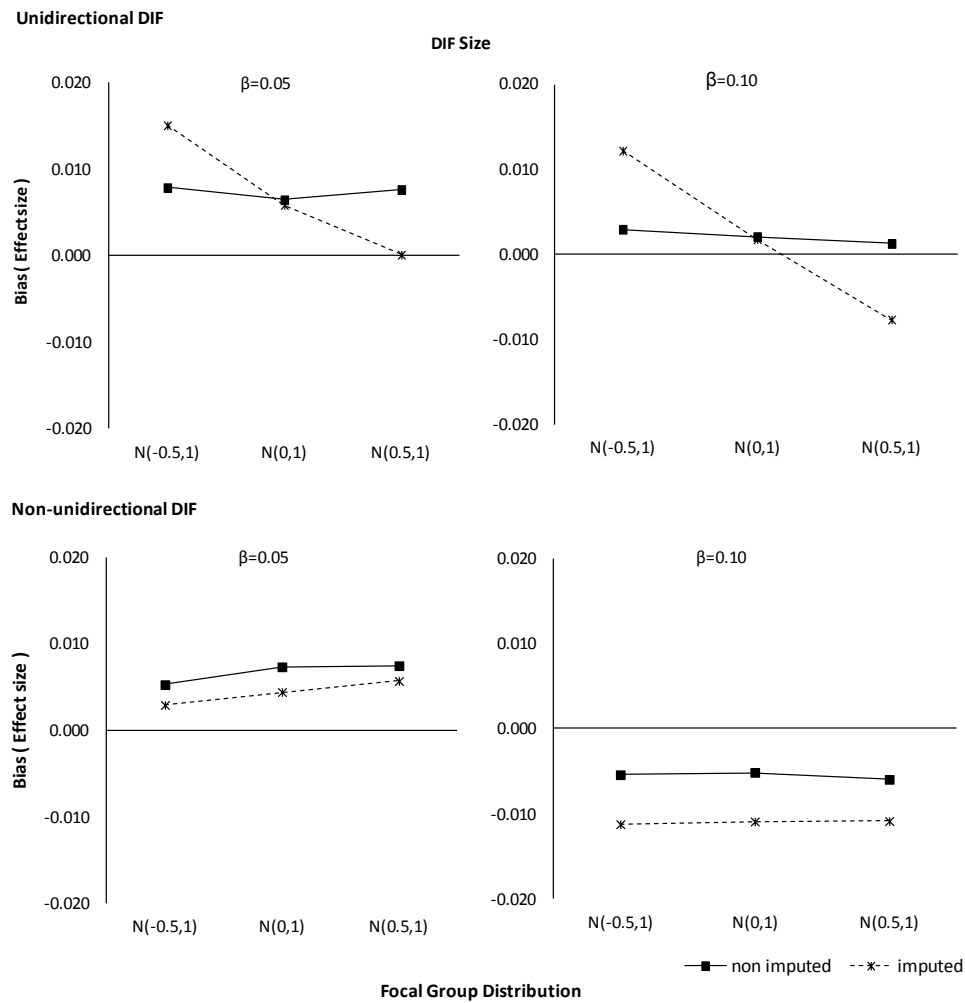 Unidirectional DIF
DIF Size
β=0.05
β=0.10
Bias( Effect size )
0.020
0.010
0.000
-0.010
-0.020
N(-0.5,1) N(0,1) N(0.5,1)
0.020
0.010
0.000
-0.010
-0.020
N(-0.5,1) N(0,1) N(0.5,1)
Non-unidirectional DIF
β=0.05
β=0.10
Bias ( Effect size )
0.020
0.010
0.000
-0.010
-0.020
N(-0.5,1) N(0,1) N(0.5,1)
0.020
0.010
0.000
-0.010
-0.020
N(-0.5,1) N(0,1) N(0.5,1)
non imputed imputed
Focal Group Distribution